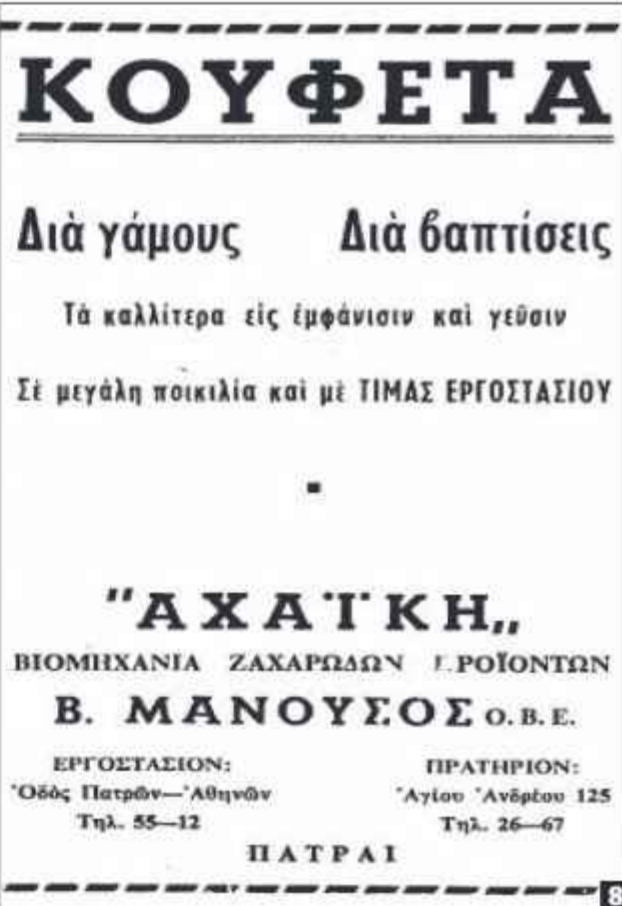 ΚΟΥΦΕΤΑ
Διὰ γάμους Διὰ βαπτίσεις
Τὰ καλλίτερα εἰς ἐμφάνισιν καὶ γεῦσιν
Σὲ μεγάλη ποικιλία καὶ μὲ ΤΙΜΑΣ ΕΡΓΟΣΤΑΣΙΟΥ
"ΑΧΑΪΚΗ„
ΒΙΟΜΗΧΑΝΙΑ ΖΑΧΑΡΩΔΩΝ ΠΡΟΪΟΝΤΩΝ
Β. ΜΑΝΟΥΣΟΣ Ο.Β.Ε.
ΕΡΓΟΣΤΑΣΙΟΝ: ΠΡΑΤΗΡΙΟΝ:
Ὁδὸς Πατρῶν—Ἀθηνῶν Ἁγίου Ἀνδρέου 125
Τηλ. 55—12 Τηλ. 26—67
ΠΑΤΡΑΙ
8